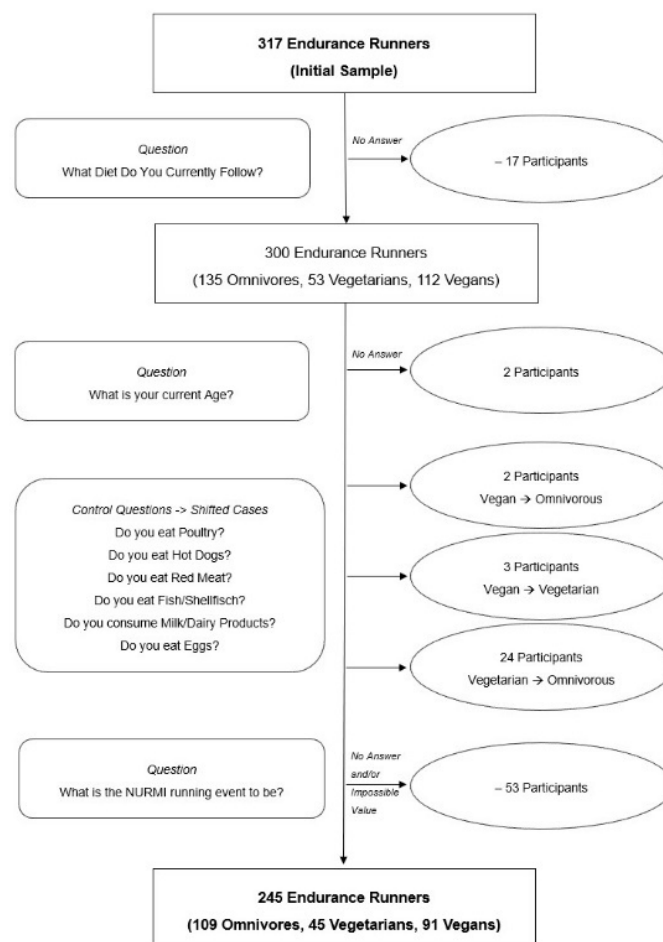 317 Endurance Runners
(Initial Sample)
Question
What Diet Do You Currently Follow?
No Answer
– 17 Participants
300 Endurance Runners
(135 Omnivores, 53 Vegetarians, 112 Vegans)
Question
What is your current Age?
No Answer
2 Participants
Control Questions -> Shifted Cases
Do you eat Poultry?
Do you eat Hot Dogs?
Do you eat Red Meat?
Do you eat Fish/Shellfisch?
Do you consume Milk/Dairy Products?
Do you eat Eggs?
2 Participants
Vegan → Omnivorous
3 Participants
Vegan → Vegetarian
24 Participants
Vegetarian → Omnivorous
Question
What is the NURMI running event to be?
No Answer
and/or
Impossible
Value
– 53 Participants
245 Endurance Runners
(109 Omnivores, 45 Vegetarians, 91 Vegans)